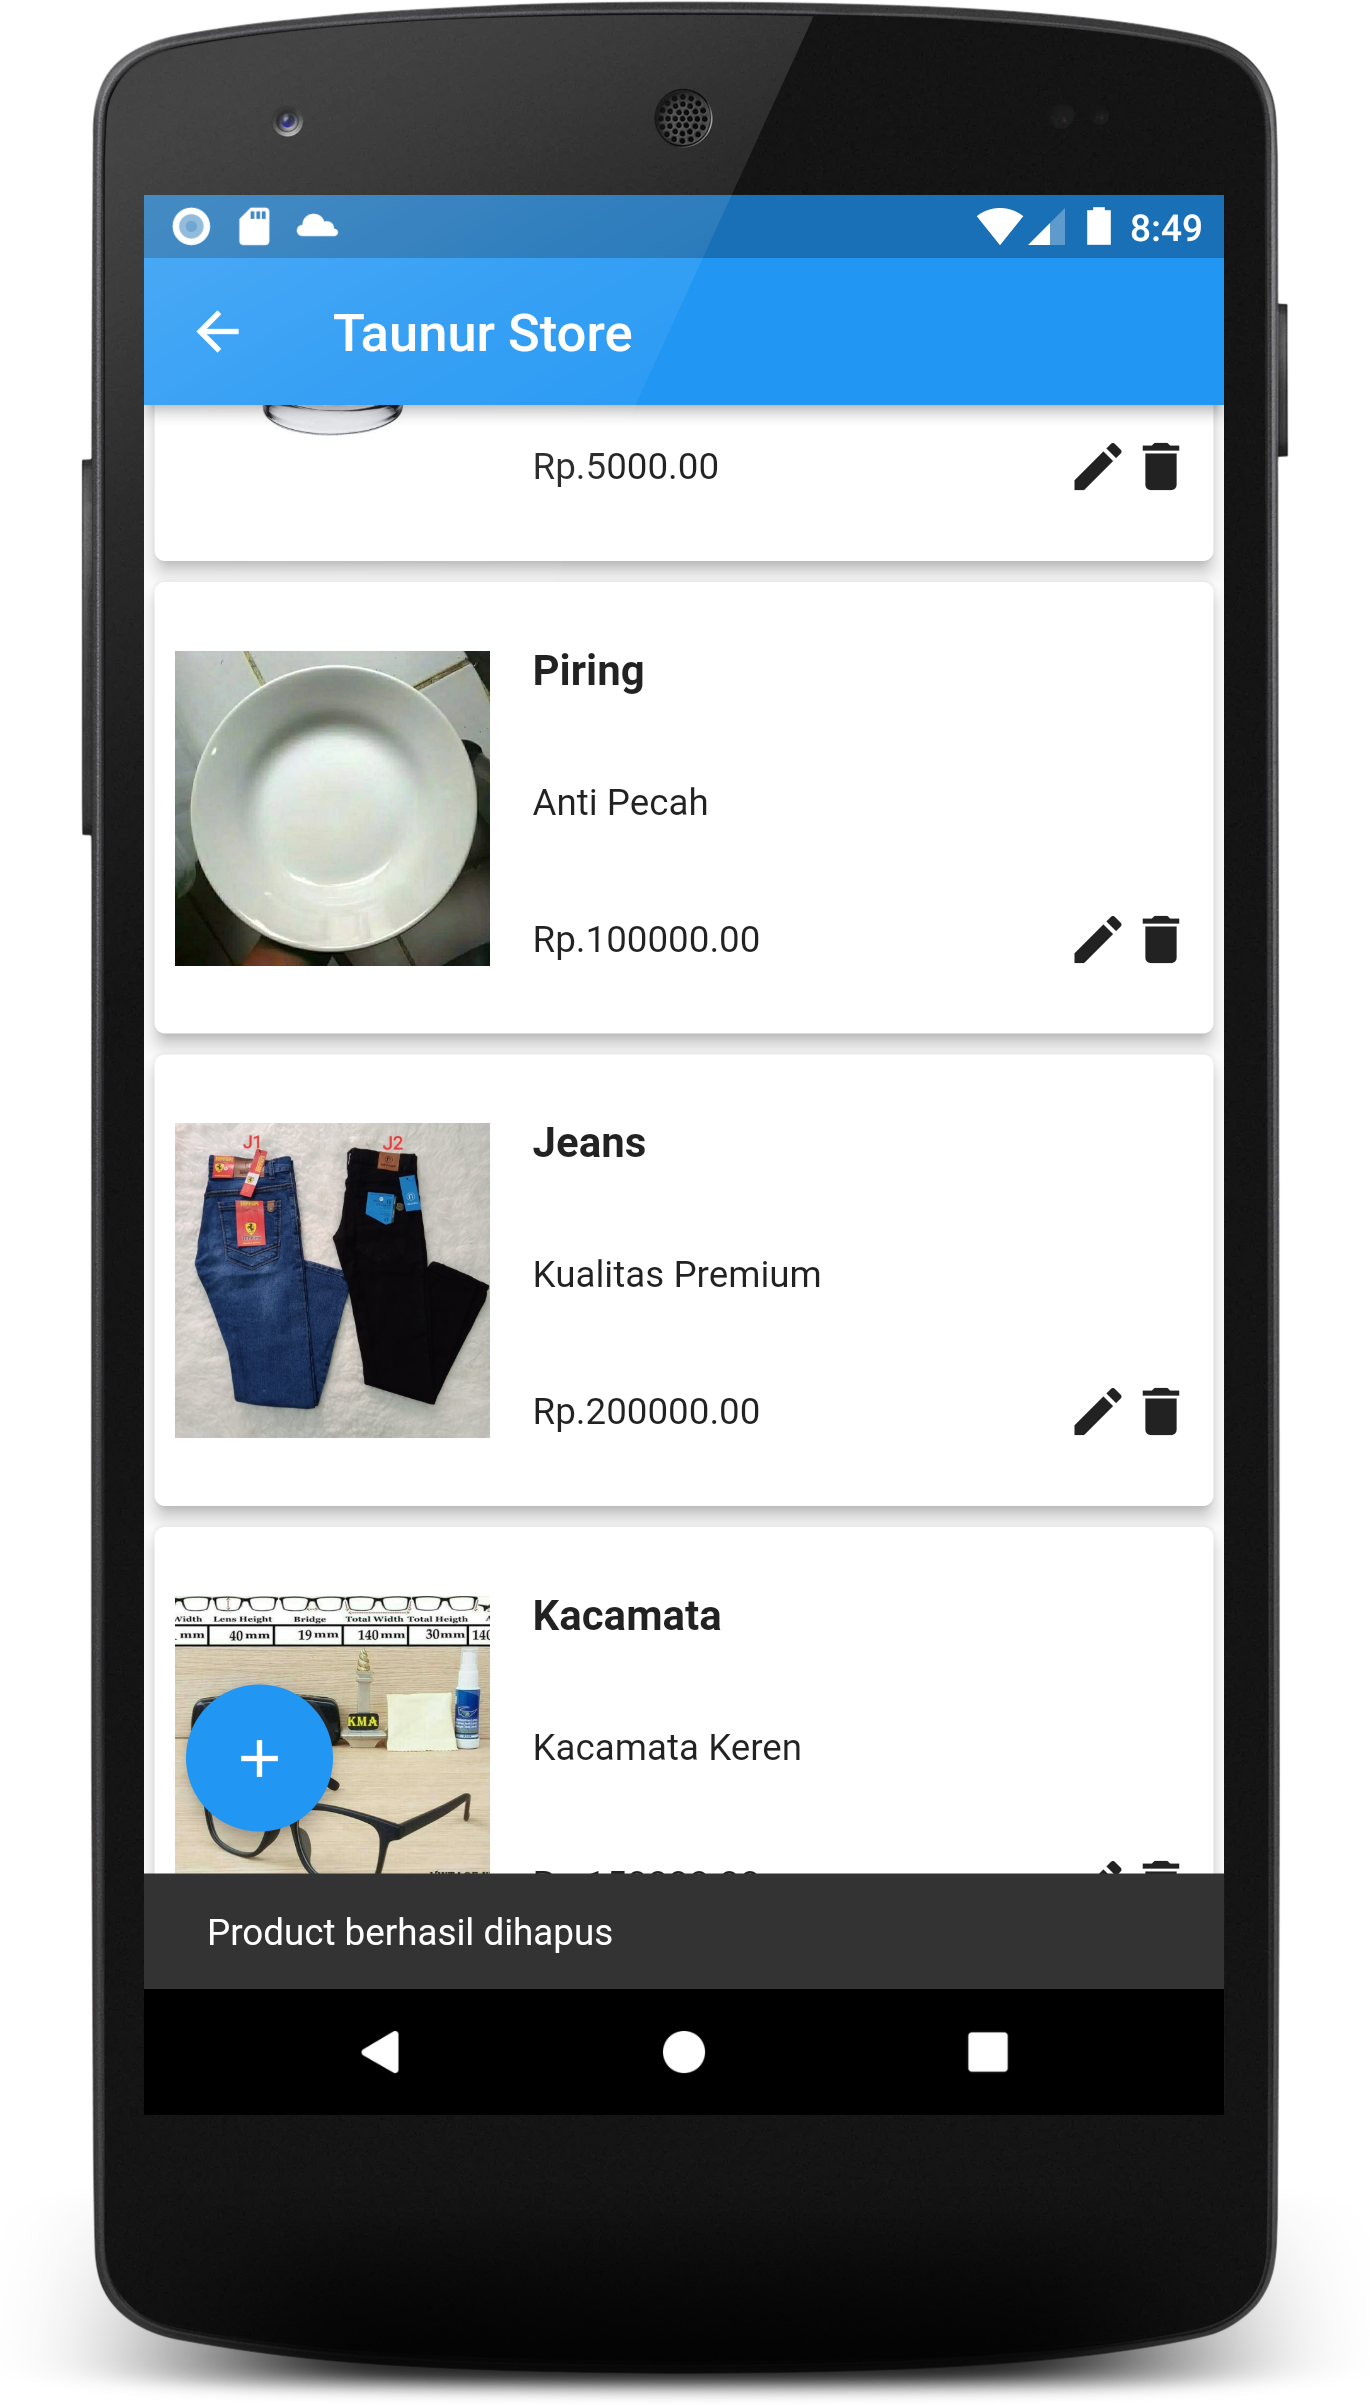 8:49
Taunur Store
Rp.5000.00
Piring
Anti Pecah
Rp.100000.00
J1 J2
Jeans
Kualitas Premium
Rp.200000.00
Lens Height Bridge Total Width Total Heigth
mm 40 mm 19 mm 140 mm 30 mm 140
KMA
Kacamata
Kacamata Keren
Product berhasil dihapus